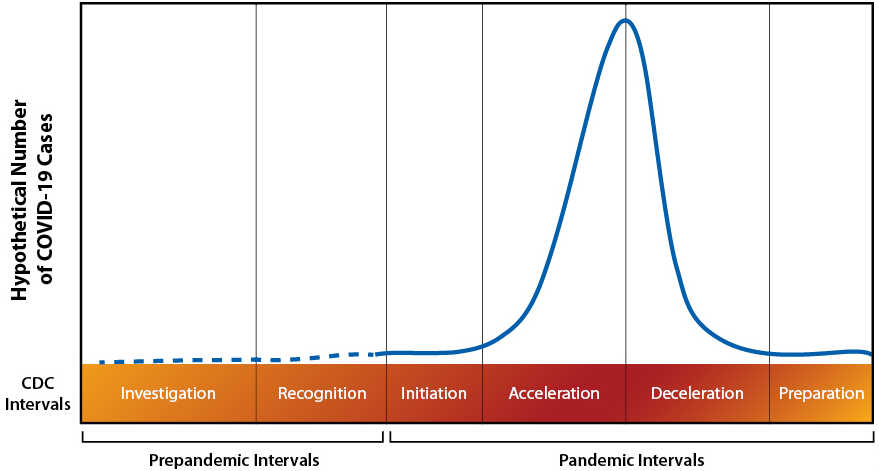 Hypothetical Number
of COVID-19 Cases
CDC
Intervals
Investigation
Recognition
Initiation
Acceleration
Deceleration
Preparation
Prepandemic Intervals
Pandemic Intervals